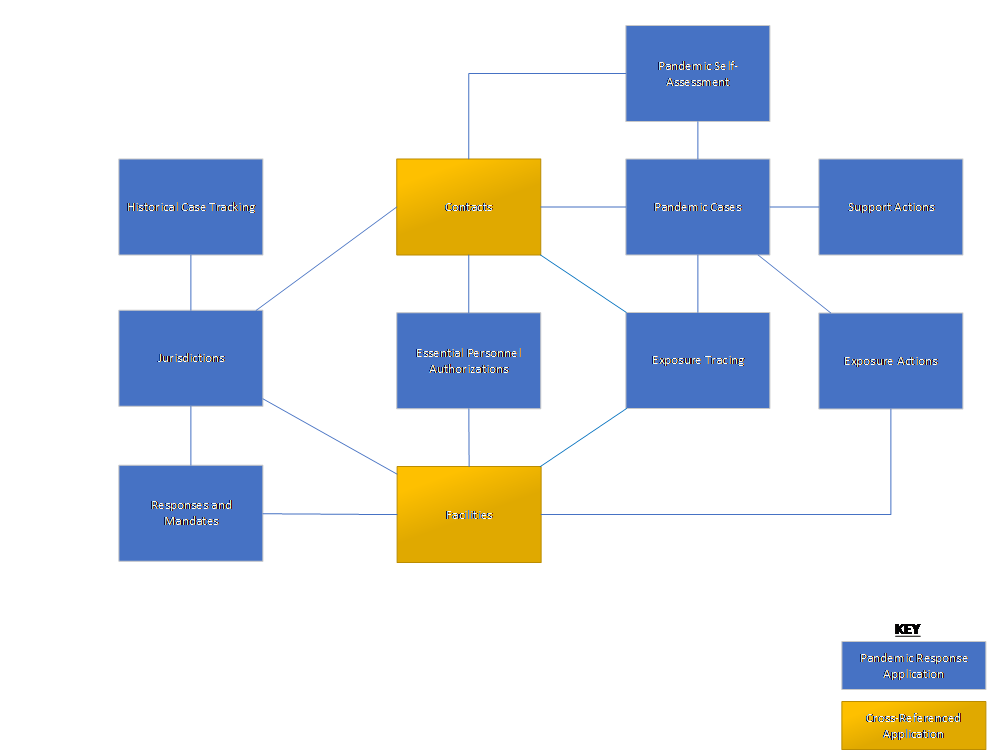 Pandemic Self-
Assessment
Historical Case Tracking
Contacts
Pandemic Cases
Support Actions
Jurisdictions
Essential Personnel
Authorizations
Exposure Tracing
Exposure Actions
Responses and
Mandates
Facilities
KEY
Pandemic Response
Application
Cross-Referenced
Application